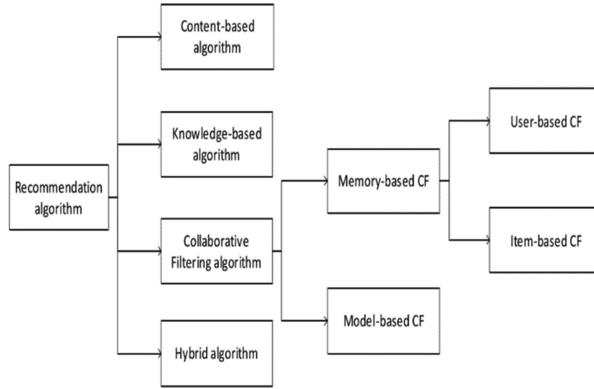 Content-based
algorithm
Knowledge-based
algorithm
Recommendation
algorithm
Collaborative
Filtering algorithm
Hybrid algorithm
Memory-based CF
Model-based CF
User-based CF
Item-based CF